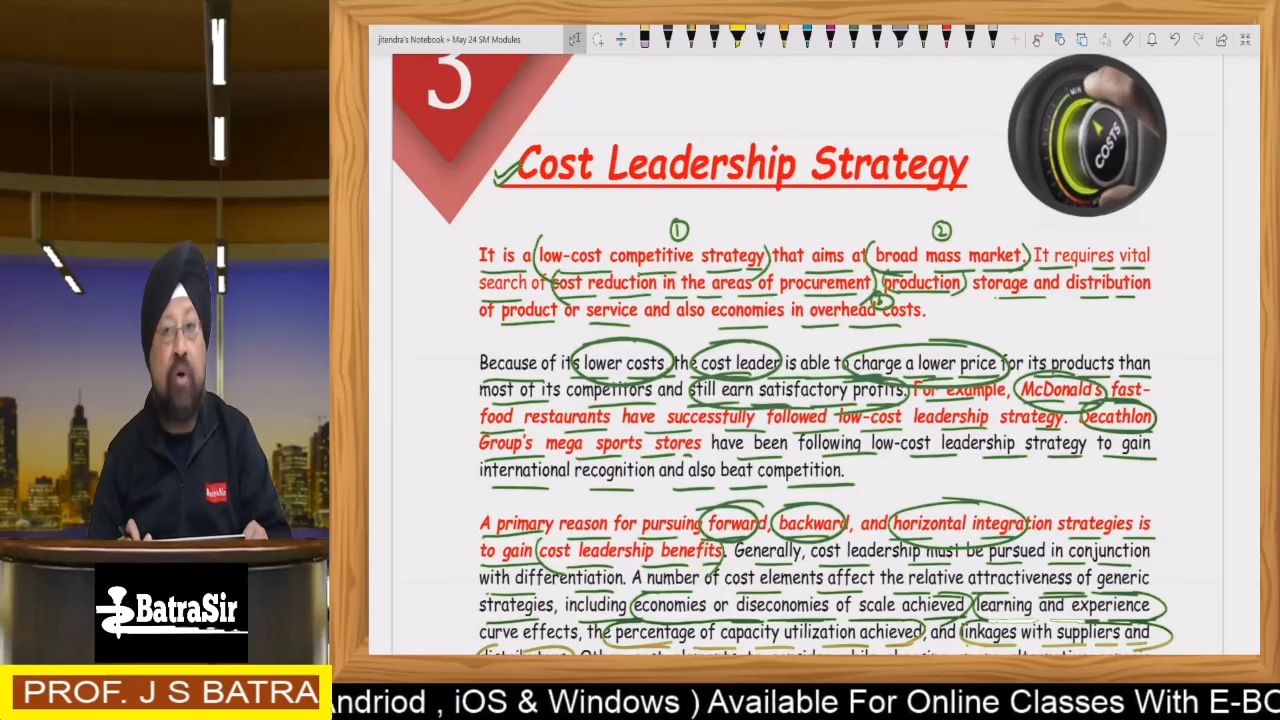 jitendra's Notebook » May 24 SM Modules
3
MIN
COSTS
Cost Leadership Strategy
1 2
It is a low-cost competitive strategy that aims at broad mass market. It requires vital
search of cost reduction in the areas of procurement, production, storage and distribution
of product or service and also economies in overhead costs.
Because of its lower costs, the cost leader is able to charge a lower price for its products than
most of its competitors and still earn satisfactory profits. For example, McDonald's fast-
food restaurants have successfully followed low-cost leadership strategy. Decathlon
Group's mega sports stores have been following low-cost leadership strategy to gain
international recognition and also beat competition.
A primary reason for pursuing forward, backward, and horizontal integration strategies is
to gain cost leadership benefits. Generally, cost leadership must be pursued in conjunction
with differentiation. A number of cost elements affect the relative attractiveness of generic
strategies, including economies or diseconomies of scale achieved, learning and experience
curve effects, the percentage of capacity utilization achieved, and linkages with suppliers and
BatraSir
BatraSir
PROF. J S BATRA
Andriod , iOS & Windows ) Available For Online Classes With E-BO